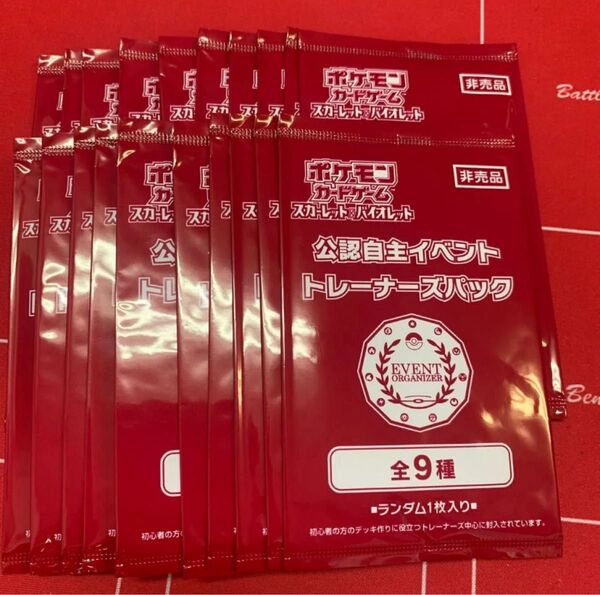 ポケモン
カードゲーム
スカーレット&バイオレット
非売品
ポケモン
カードゲーム
スカーレット&バイオレット
非売品
公認自主イベント
トレーナーズパック
EVENT
ORGANIZER
全9種
■ランダム1枚入り■
初心者の方のデッキ作りに役立つトレーナーズ中心に封入されています。